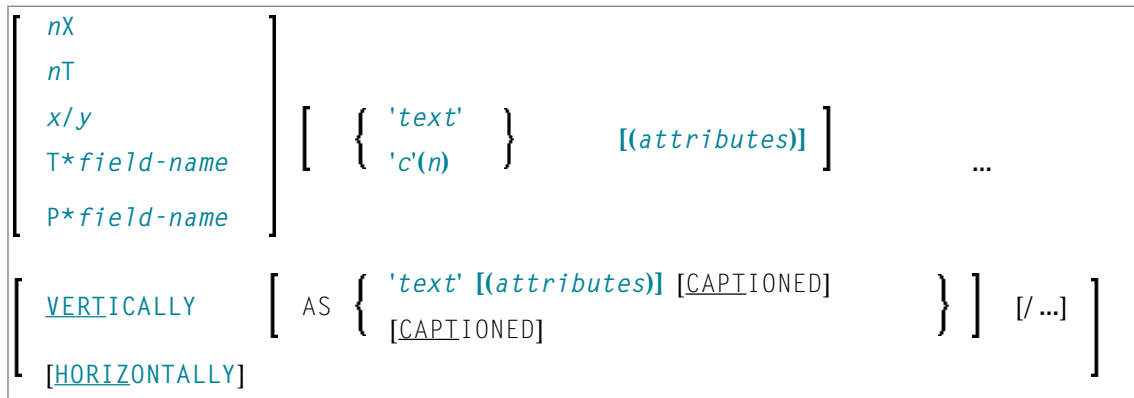 nX
nT
x/y
T*field-name
P*field-name
[ { 'text' 'c'(n) } [(attributes)] ] ...
VERTICALLY [ AS { 'text' [(attributes)] [CAPTIONED]
[CAPTIONED] } ] [/ ...]
[HORIZONTALLY]